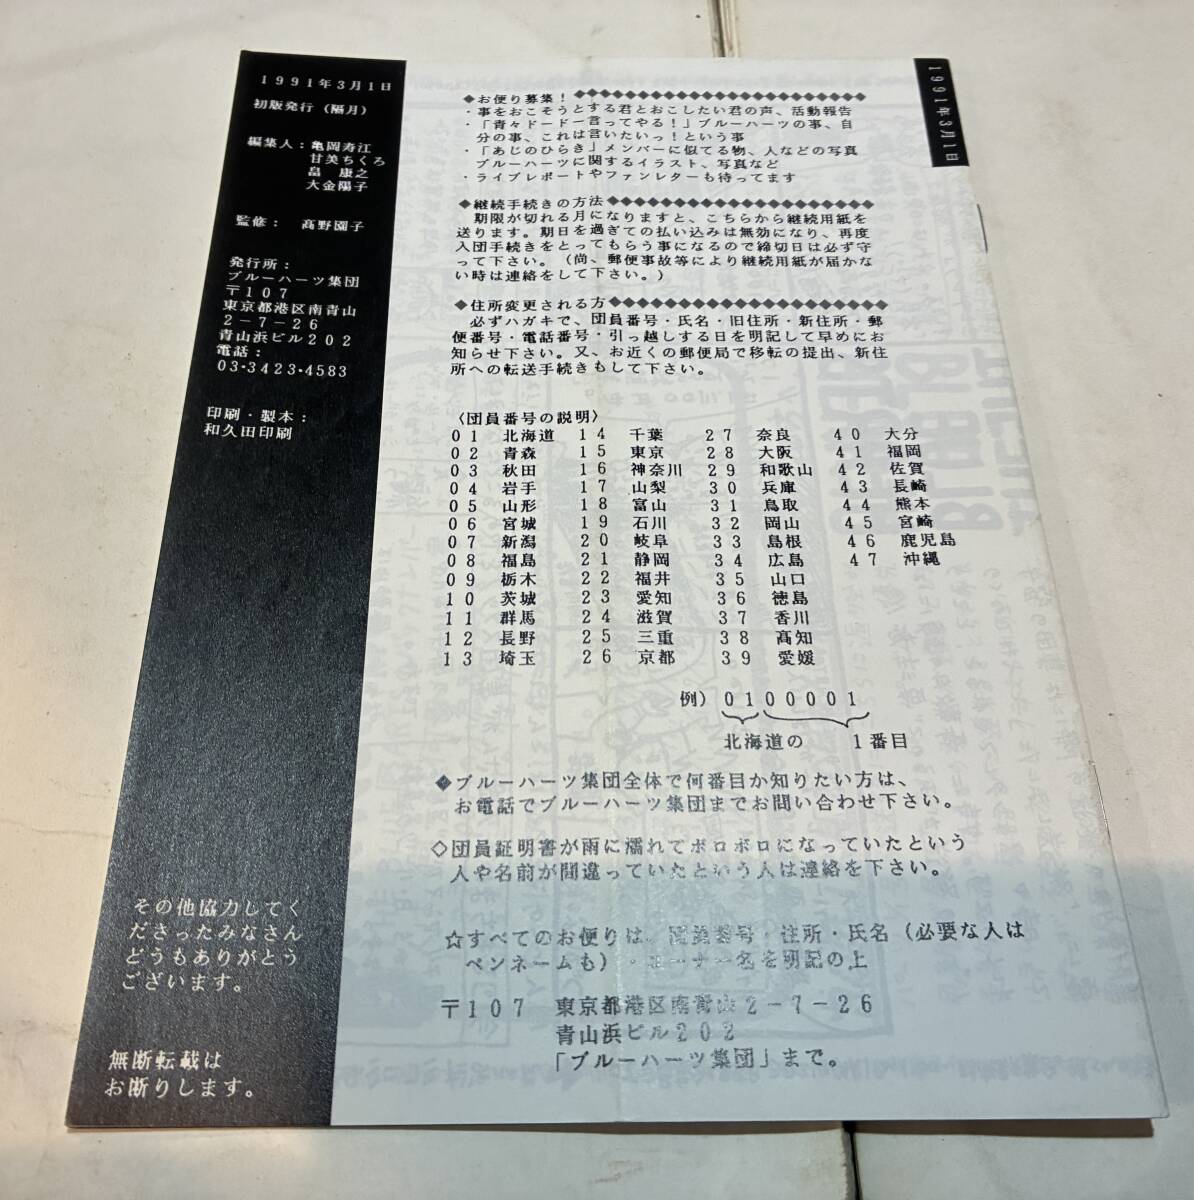 1991年3月1日
初版発行（隔月）
編集人：亀岡寿江
甘美ちくろ
畠　康之
大金陽子
監修：　高野園子
発行所：
ブルーハーツ集団
〒107
東京都港区南青山
2－7－26
青山浜ビル202
電話：
03・3423・4583
印刷・製本：
和久田印刷
その他協力してく
ださったみなさん
どうもありがとう
ございます。
無断転載は
お断りします。
1991年3月1日
◆お便り募集！◆◆◆◆◆◆◆◆◆◆◆◆◆◆◆◆◆◆◆◆◆◆
・事をおこそうとする君とおこしたい君の声、活動報告
・「青々ドードー言ってやる！」ブルーハーツの事、自
分の事、これは言いたいっ！という事
・「あじのひらき」メンバーに似てる物、人などの写真
ブルーハーツに関するイラスト、写真など
・ライブレポートやファンレターも待ってます
◆継続手続きの方法◆◆◆◆◆◆◆◆◆◆◆◆◆◆◆◆◆◆◆◆
期限が切れる月になりますと、こちらから継続用紙を
送ります。期日を過ぎての払い込みは無効になり、再度
入団手続きをとってもらう事になるので締切日は必ず守
って下さい。（尚、郵便事故等により継続用紙が届かな
い時は連絡をして下さい。）
◆住所変更される方◆◆◆◆◆◆◆◆◆◆◆◆◆◆◆◆◆◆◆◆
必ずハガキで、団員番号・氏名・旧住所・新住所・郵
便番号・電話番号・引っ越しする日を明記して早めにお
知らせ下さい。又、お近くの郵便局で移転の提出、新住
所への転送手続きもして下さい。
〈団員番号の説明〉
01　北海道　14　千葉　27　奈良　40　大分
02　青森　15　東京　28　大阪　41　福岡
03　秋田　16　神奈川　29　和歌山　42　佐賀
04　岩手　17　山梨　30　兵庫　43　長崎
05　山形　18　富山　31　鳥取　44　熊本
06　宮城　19　石川　32　岡山　45　宮崎
07　新潟　20　岐阜　33　島根　46　鹿児島
08　福島　21　静岡　34　広島　47　沖縄
09　栃木　22　福井　35　山口
10　茨城　23　愛知　36　徳島
11　群馬　24　滋賀　37　香川
12　長野　25　三重　38　高知
13　埼玉　26　京都　39　愛媛
例）0100001
北海道の　1番目
◆ブルーハーツ集団全体で何番目か知りたい方は、
お電話でブルーハーツ集団までお問い合わせ下さい。
◇団員証明書が雨に濡れてボロボロになっていたという
人や名前が間違っていたという人は連絡を下さい。
☆すべてのお便りは、団員番号・住所・氏名（必要な人は
ペンネームも）・コーナー名を明記の上
〒107　東京都港区南青山2－7－26
青山浜ビル202
「ブルーハーツ集団」まで。